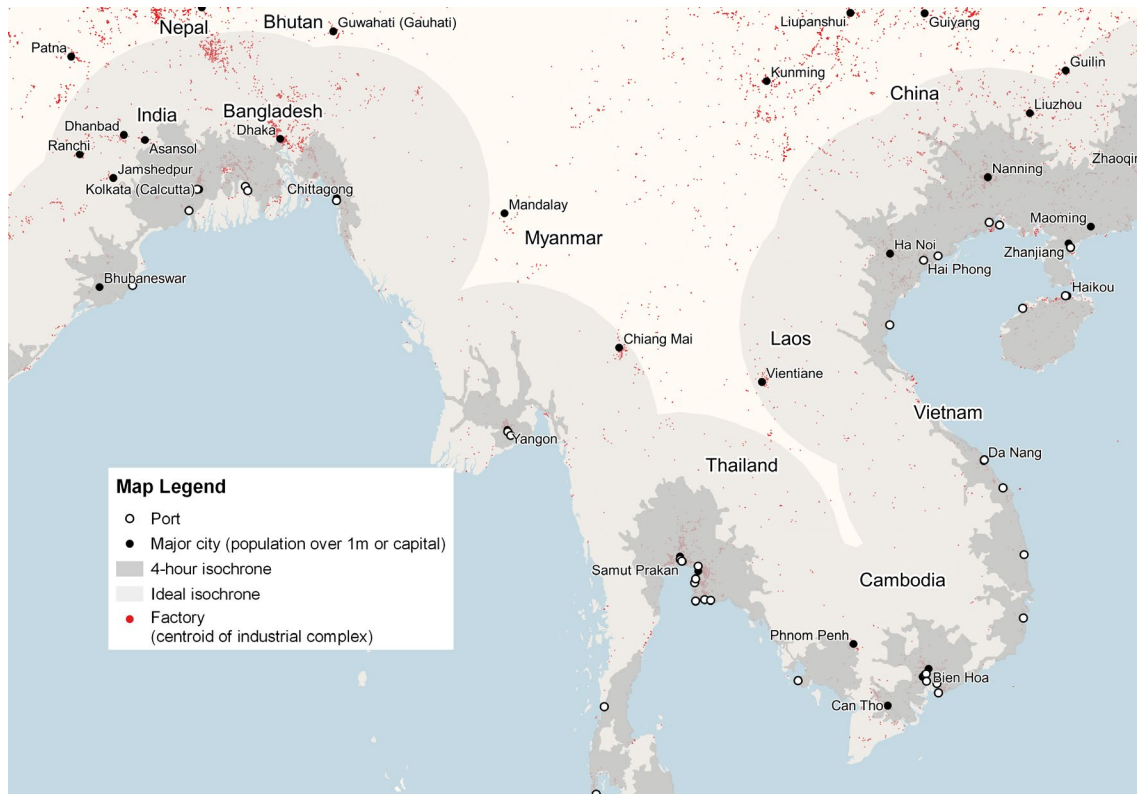 Nepal
Bhutan
Guwahati (Gauhati)
Liupanshui
Guiyang
Patna
Kunming
Guilin
China
Liuzhou
India
Bangladesh
Dhanbad
Dhaka
Ranchi
Asansol
Jamshedpur
Kolkata (Calcutta)
Chittagong
Nanning
Zhaoqin
Mandalay
Myanmar
Maoming
Ha Noi
Zhanjiang
Hai Phong
Bhubaneswar
Haikou
Chiang Mai
Laos
Vientiane
Vietnam
Yangon
Da Nang
Thailand
Map Legend
Port
Major city (population over 1m or capital)
4-hour isochrone
Ideal isochrone
Factory
(centroid of industrial complex)
Samut Prakan
Cambodia
Phnom Penh
Bien Hoa
Can Tho